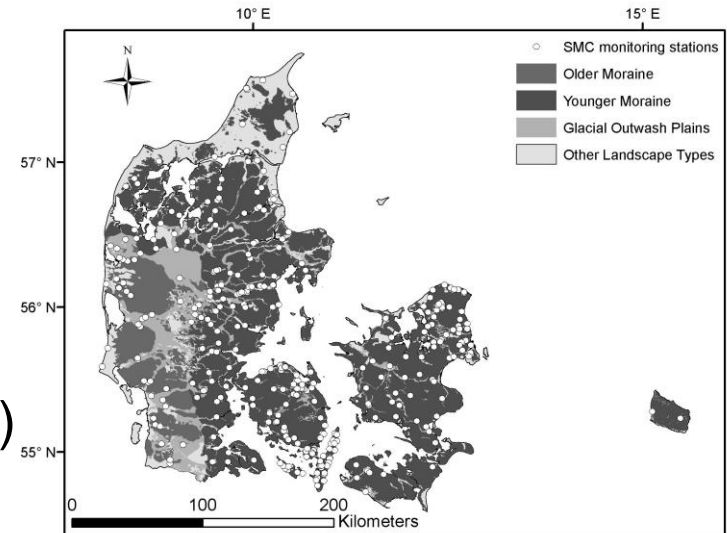 10° E 15° E
N
SMC monitoring stations
Older Moraine
Younger Moraine
Glacial Outwash Plains
Other Landscape Types
57° N
56° N
)
55° N
0 100 200
Kilometers